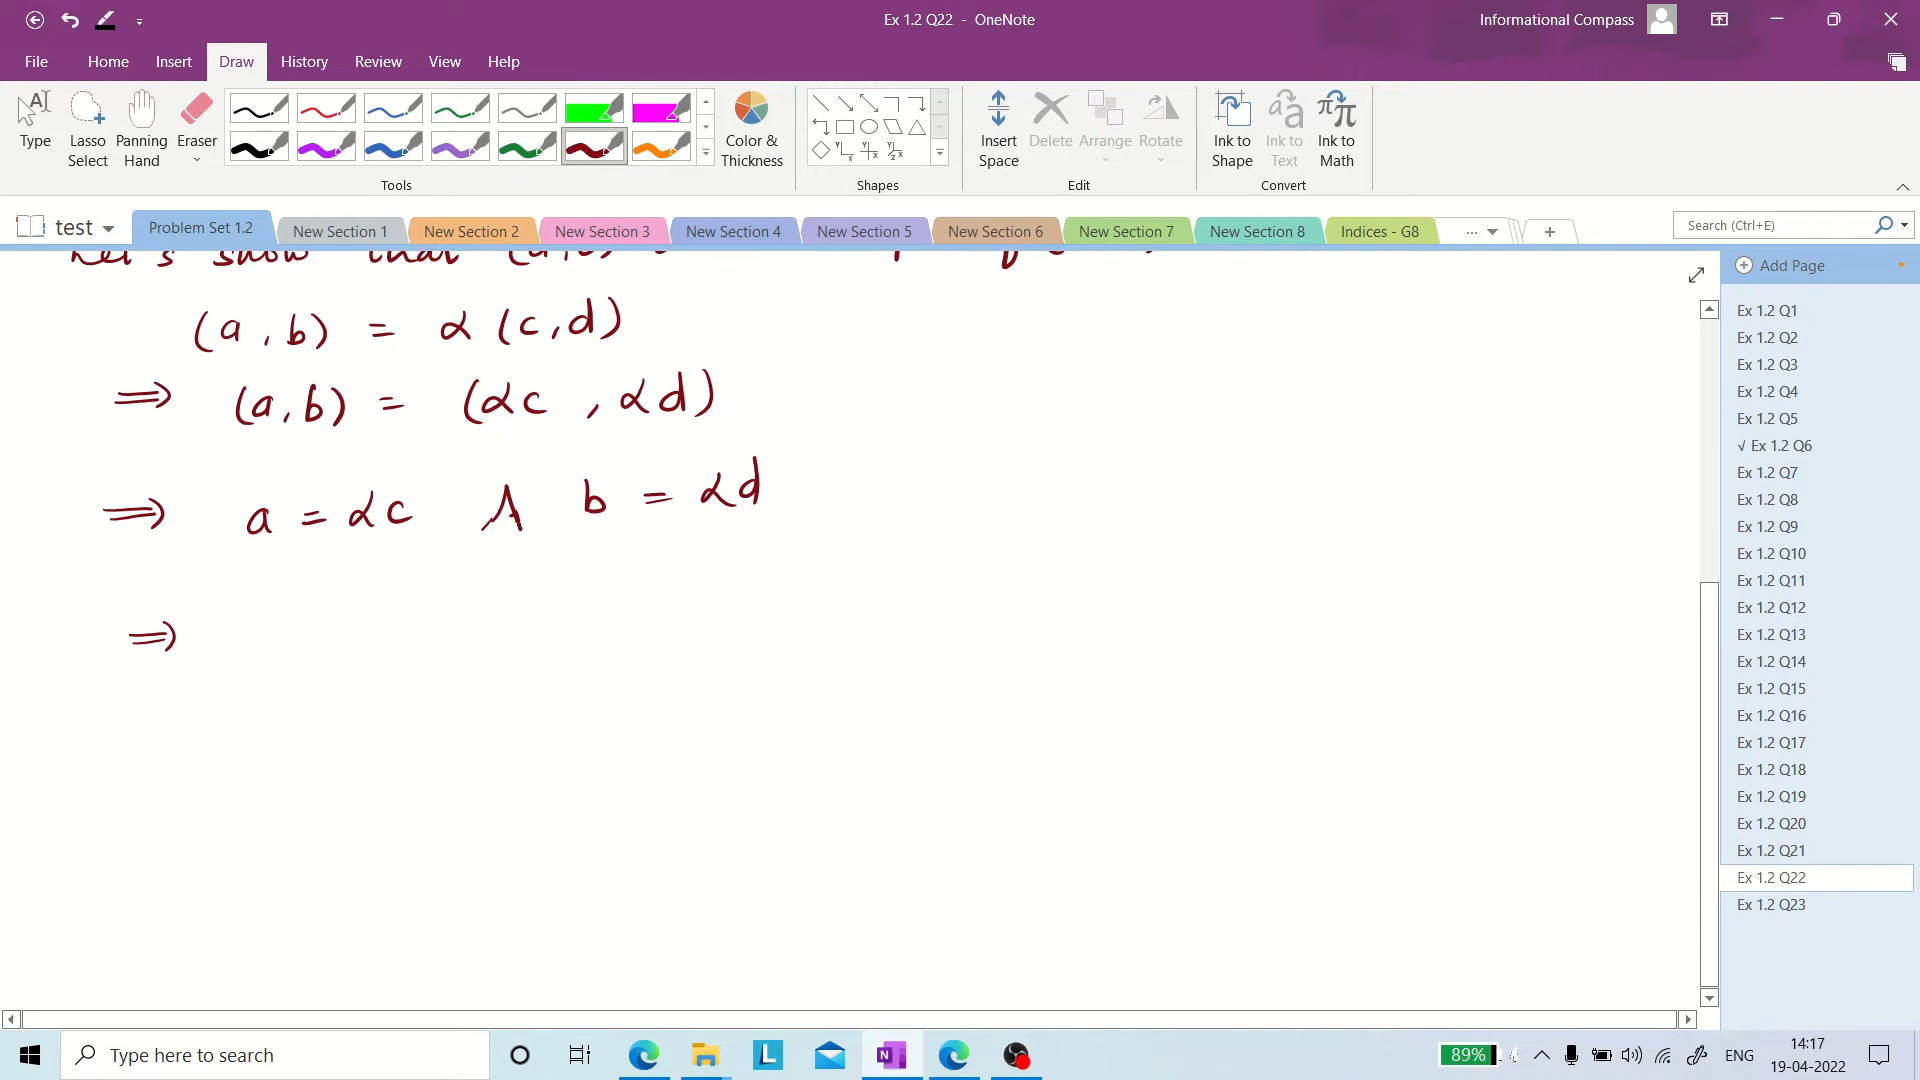 Ex 1.2 Q22 - OneNote
Informational Compass
File Home Insert Draw History Review View Help
Type
Lasso Select
Panning Hand
Eraser
Color & Thickness
Insert Space
Delete
Arrange
Rotate
Ink to Shape
Ink to Text
Ink to Math
Tools
Shapes
Edit
Convert
test
Problem Set 1.2
New Section 1
New Section 2
New Section 3
New Section 4
New Section 5
New Section 6
New Section 7
New Section 8
Indices - G8
...
Search (Ctrl+E)
Let's show that (a,b)
(a, b) = α (c, d)
⇒ (a, b) = (αc, αd)
⇒ a = αc Λ b = αd
⇒
Add Page
Ex 1.2 Q1
Ex 1.2 Q2
Ex 1.2 Q3
Ex 1.2 Q4
Ex 1.2 Q5
√ Ex 1.2 Q6
Ex 1.2 Q7
Ex 1.2 Q8
Ex 1.2 Q9
Ex 1.2 Q10
Ex 1.2 Q11
Ex 1.2 Q12
Ex 1.2 Q13
Ex 1.2 Q14
Ex 1.2 Q15
Ex 1.2 Q16
Ex 1.2 Q17
Ex 1.2 Q18
Ex 1.2 Q19
Ex 1.2 Q20
Ex 1.2 Q21
Ex 1.2 Q22
Ex 1.2 Q23
Type here to search
89%
ENG
14:17
19-04-2022